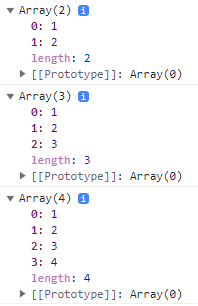 Array(2) i
0: 1
1: 2
length: 2
[[Prototype]]: Array(0)
Array(3) i
0: 1
1: 2
2: 3
length: 3
[[Prototype]]: Array(0)
Array(4) i
0: 1
1: 2
2: 3
3: 4
length: 4
[[Prototype]]: Array(0)